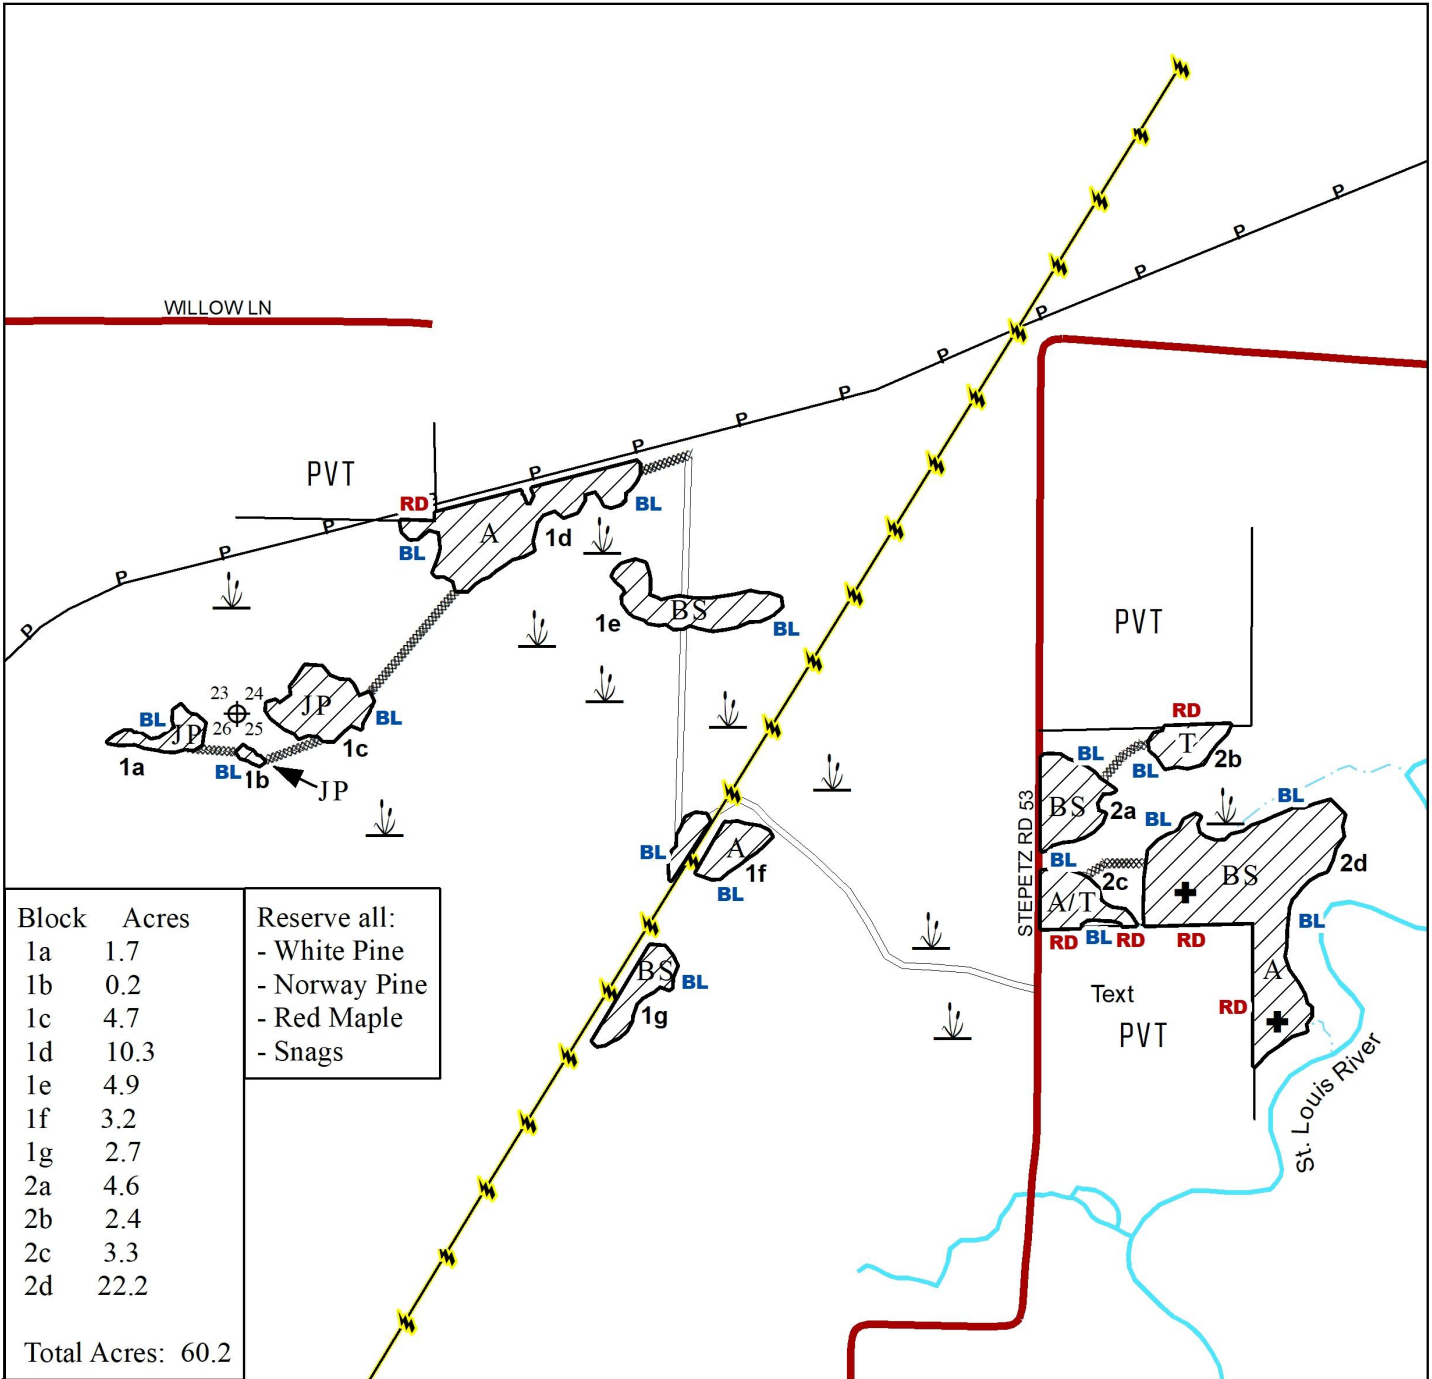 WILLOW LN
P
P
P
P
P
P
P
P
P
P
P
P
PVT
RD
BL
A
1d
BL
1e
BS
BL
PVT
23 24
26 25
BL
JP
1a
BL
1b
JP
JP
1c
BL
RD
T
2b
BL
BL
BS
2a
BL
STEPETZ RD 53
BL
BL
BS
2d
BL
2c
A/T
RD
BL
RD
RD
A
RD
BL
A
1f
BL
BS
BL
1g
Text
PVT
St. Louis River
Block Acres
1a 1.7
1b 0.2
1c 4.7
1d 10.3
1e 4.9
1f 3.2
1g 2.7
2a 4.6
2b 2.4
2c 3.3
2d 22.2
Total Acres: 60.2
Reserve all:
- White Pine
- Norway Pine
- Red Maple
- Snags